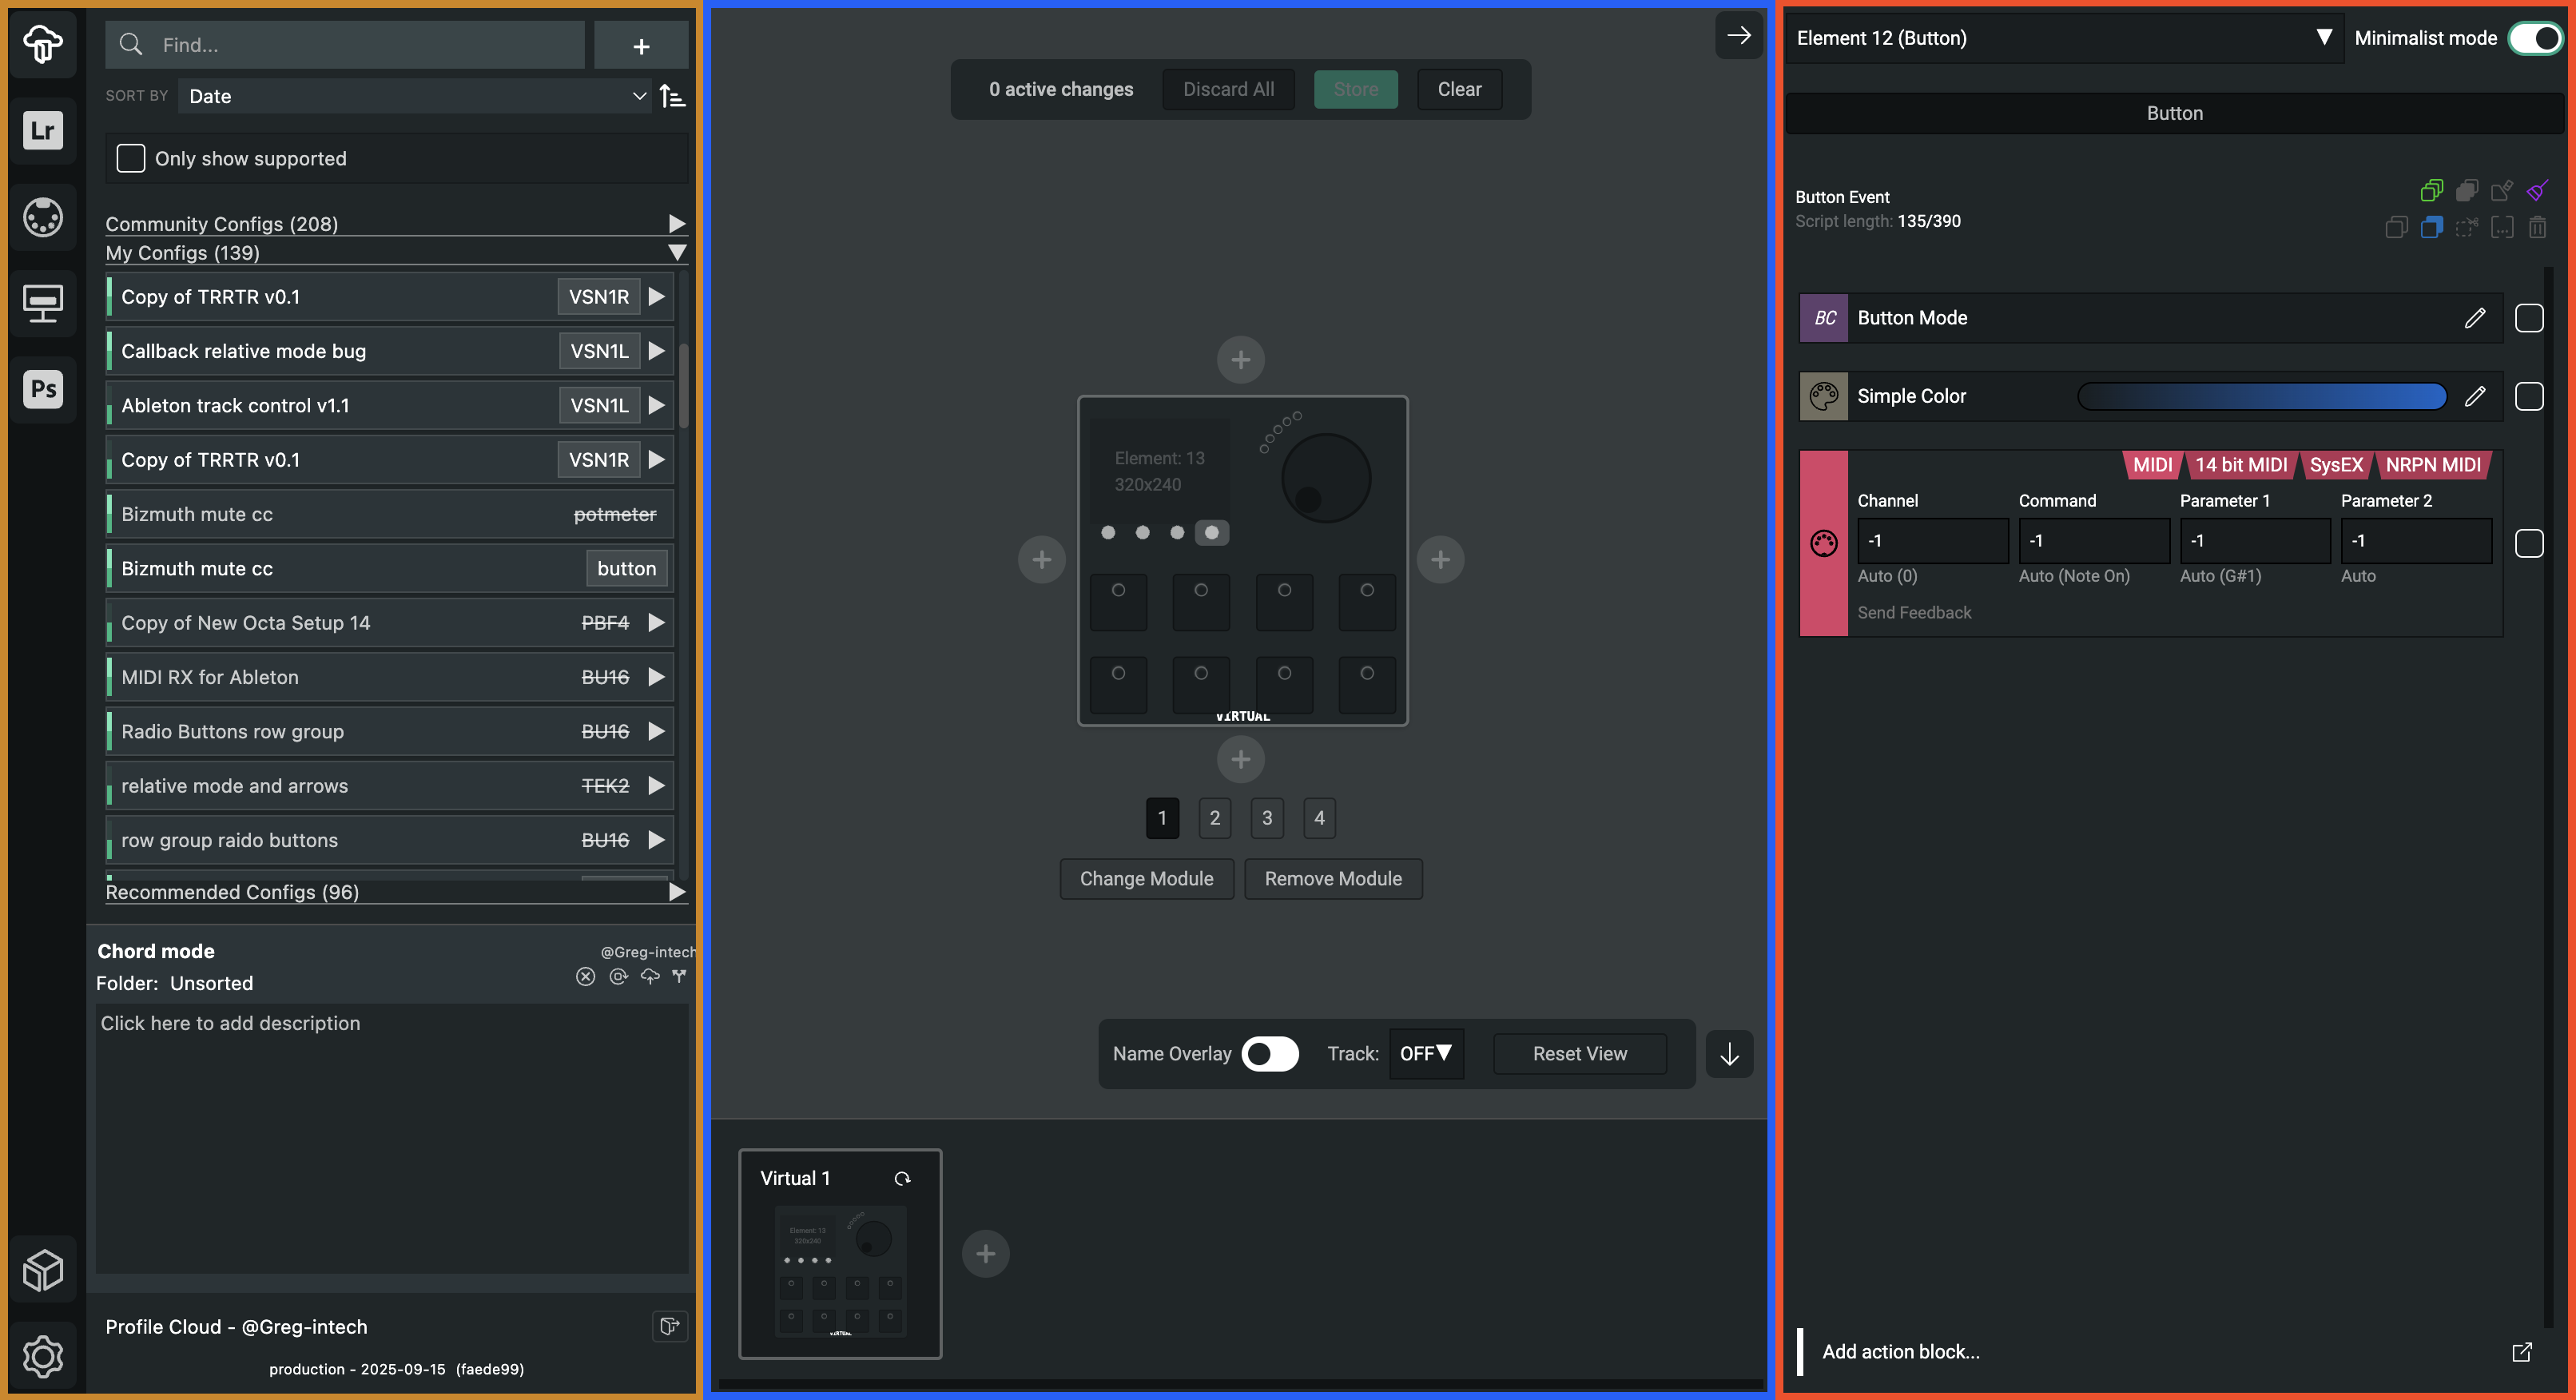 Find...
+
SORT BY Date
Only show supported
Community Configs (208)
My Configs (139)
Copy of TRRTR v0.1 VSN1R
Callback relative mode bug VSN1L
Ableton track control v1.1 VSN1L
Copy of TRRTR v0.1 VSN1R
Bizmuth mute cc potmeter
Bizmuth mute cc button
Copy of New Octa Setup 14 PBF4
MIDI RX for Ableton BU16
Radio Buttons row group BU16
relative mode and arrows TEK2
row group raido buttons BU16
Recommended Configs (96)
Lr
Ps
Chord mode @Greg-intech
Folder: Unsorted
Click here to add description
Profile Cloud - @Greg-intech
production - 2025-09-15 (faede99)
0 active changes Discard All Store Clear
Element: 13
320x240
VIRTUAL
1 2 3 4
Change Module Remove Module
Name Overlay Track: OFF Reset View
Virtual 1
Element: 13
320x240
VIRTUAL
Element 12 (Button) Minimalist mode
Button
Button Event
Script length: 135/390
BC Button Mode
Simple Color
MIDI 14 bit MIDI SysEX NRPN MIDI
Channel Command Parameter 1 Parameter 2
-1 -1 -1 -1
Auto (0) Auto (Note On) Auto (G#1) Auto
Send Feedback
Add action block...